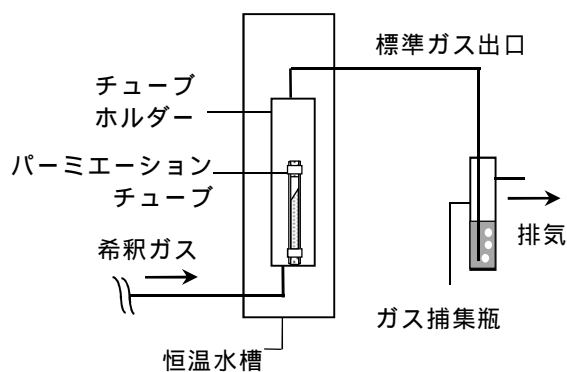 標準ガス出口
チューブ
ホルダー
パーミエーション
チューブ
希釈ガス
排気
ガス捕集瓶
恒温水槽